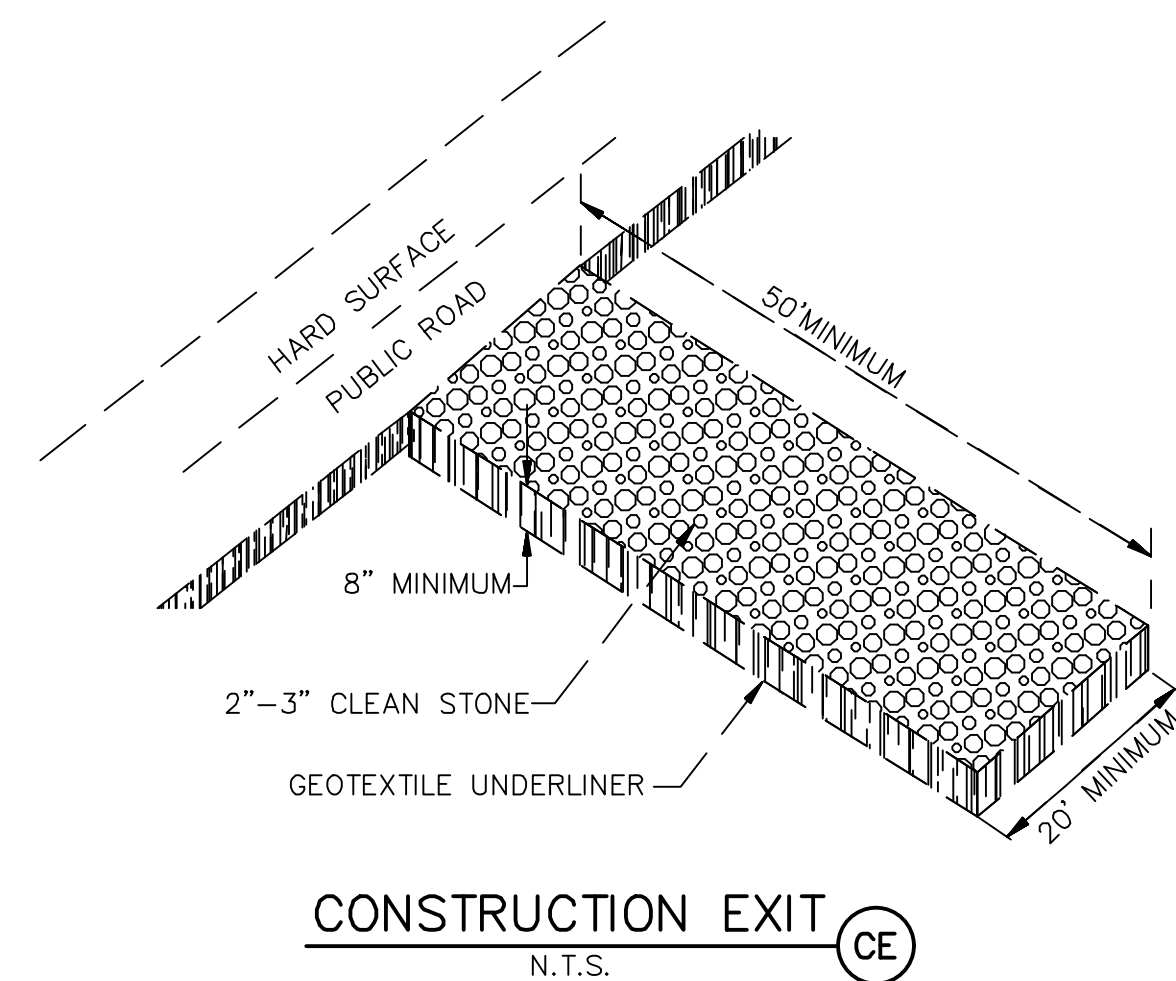 HARD SURFACE
PUBLIC ROAD
50'MINIMUM
8” MINIMUM
2”–3” CLEAN STONE
GEOTEXTILE UNDERLINER
20' MINIMUM
CONSTRUCTION EXIT
CE
N.T.S.